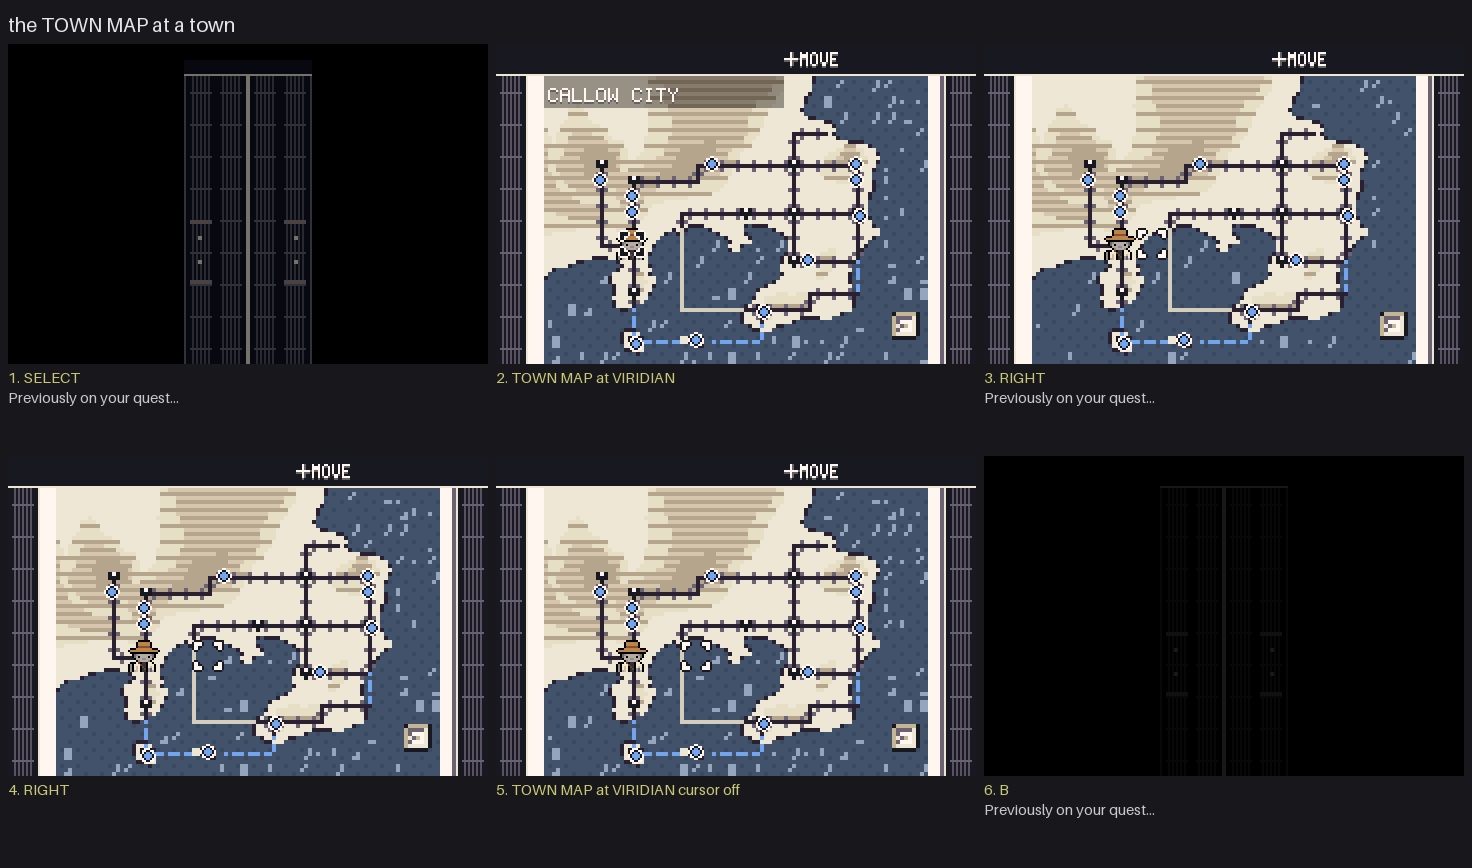 the TOWN MAP at a town
+MOVE
+MOVE
CALLOW CITY
1. SELECT
Previously on your quest...
2. TOWN MAP at VIRIDIAN
3. RIGHT
Previously on your quest...
+MOVE
+MOVE
4. RIGHT
5. TOWN MAP at VIRIDIAN cursor off
6. B
Previously on your quest...